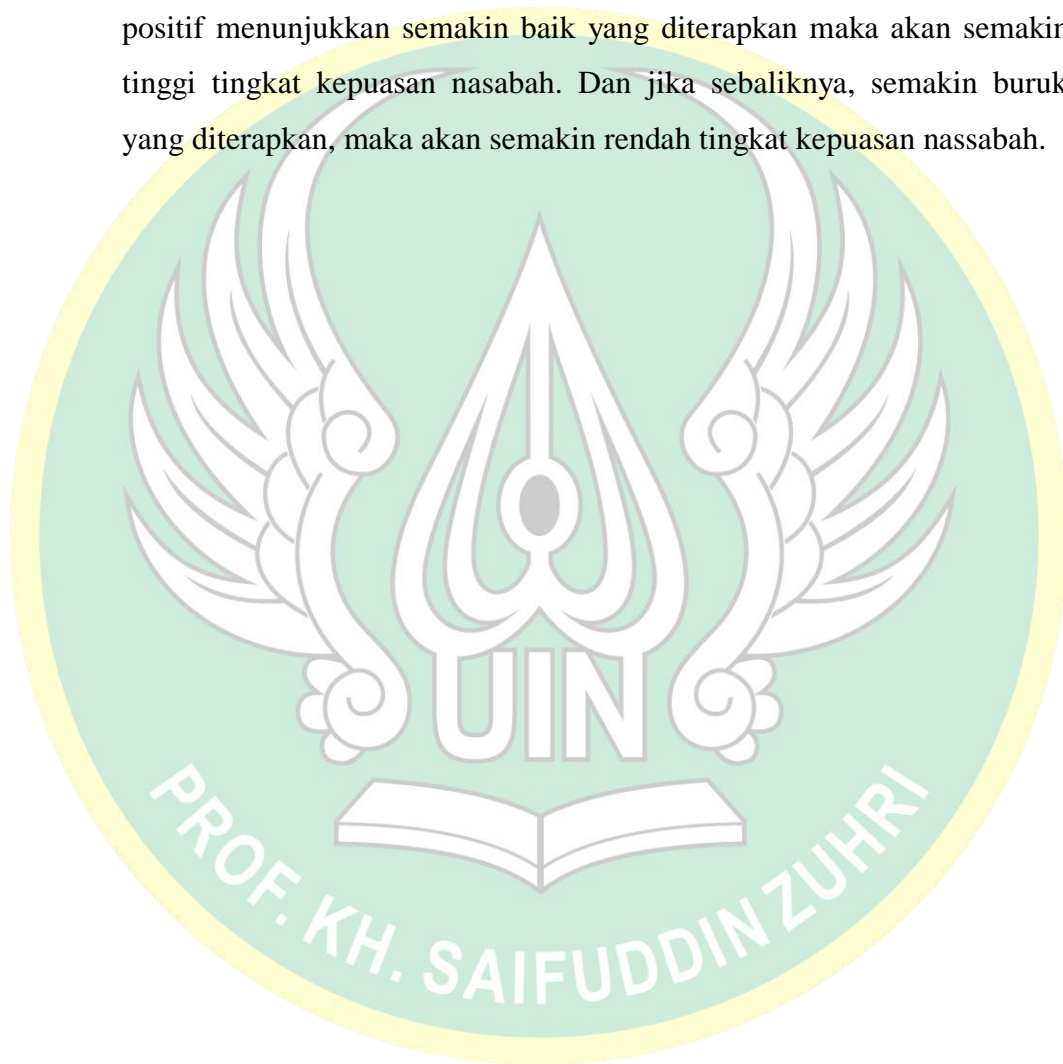 positif menunjukkan semakin baik yang diterapkan maka akan semakin
tinggi tingkat kepuasan nasabah. Dan jika sebaliknya, semakin buruk
yang diterapkan, maka akan semakin rendah tingkat kepuasan nassabah.
UIN
PROF. KH. SAIFUDDIN ZUHRI